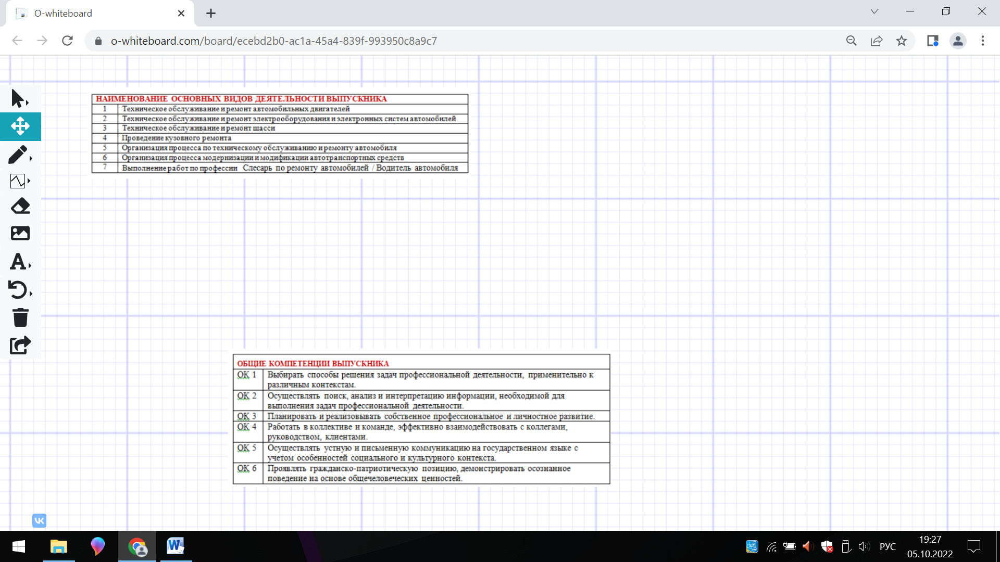 O-whiteboard
o-whiteboard.com/board/ecebd2b0-ac1a-45a4-839f-993950c8a9c7
НАИМЕНОВАНИЕ ОСНОВНЫХ ВИДОВ ДЕЯТЕЛЬНОСТИ ВЫПУСКНИКА
1 Техническое обслуживание и ремонт автомобильных двигателей
2 Техническое обслуживание и ремонт электрооборудования и электронных систем автомобилей
3 Техническое обслуживание и ремонт шасси
4 Проведение кузовного ремонта
5 Организация процесса по техническому обслуживанию и ремонту автомобиля
6 Организация процесса модернизации и модификации автотранспортных средств
7 Выполнение работ по профессии Слесарь по ремонту автомобилей / Водитель автомобиля
ОБЩИЕ КОМПЕТЕНЦИИ ВЫПУСКНИКА
ОК 1 Выбирать способы решения задач профессиональной деятельности, применительно к
различным контекстам.
ОК 2 Осуществлять поиск, анализ и интерпретацию информации, необходимой для
выполнения задач профессиональной деятельности.
ОК 3 Планировать и реализовывать собственное профессиональное и личностное развитие.
ОК 4 Работать в коллективе и команде, эффективно взаимодействовать с коллегами,
руководством, клиентами.
ОК 5 Осуществлять устную и письменную коммуникацию на государственном языке с
учетом особенностей социального и культурного контекста.
ОК 6 Проявлять гражданско-патриотическую позицию, демонстрировать осознанное
поведение на основе общечеловеческих ценностей.
РУС
19:27
05.10.2022